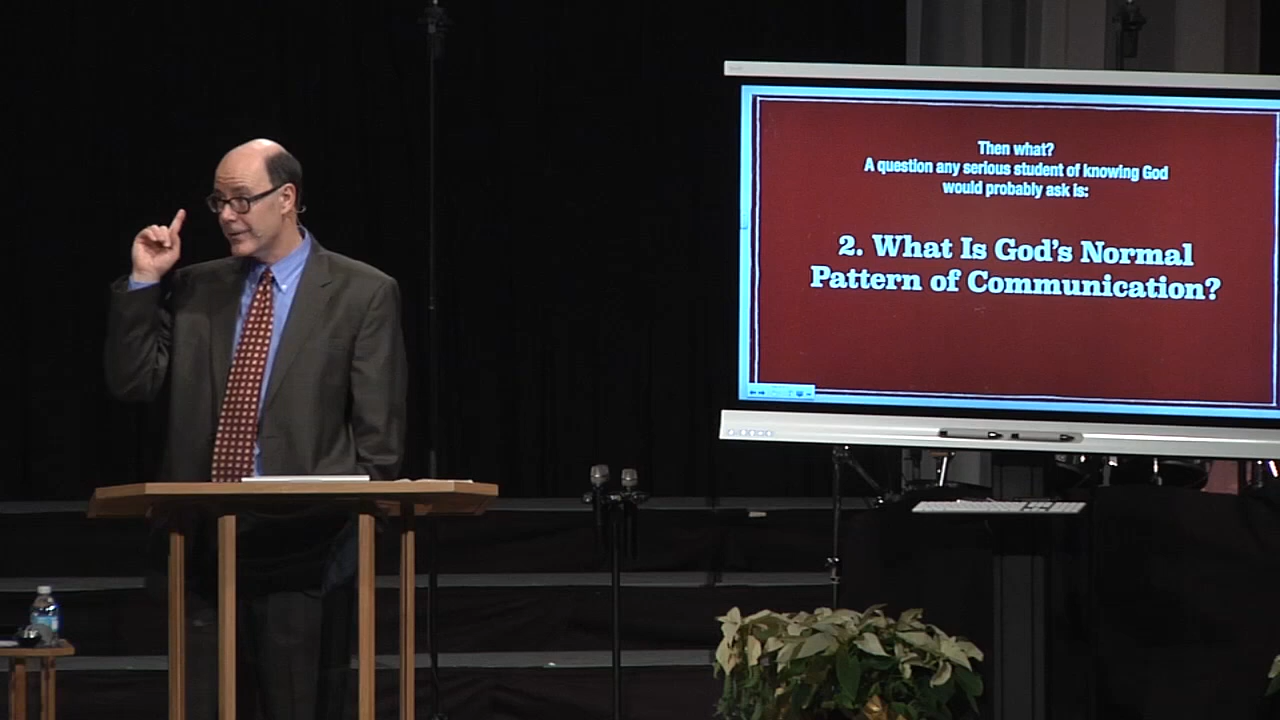 Then what?
A question any serious student of knowing God
would probably ask is:
2. What Is God's Normal
Pattern of Communication?